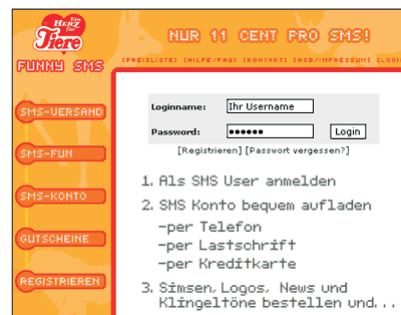 Ein
HERZ
für
Tiere
FUNNY SMS
NUR 11 CENT PRO SMS!
[PREISLISTE] [HILFE/FAQ] [KONTAKT] [AGB/IMPRESSUM] [LOGI
SMS-VERSAND
SMS-FUN
SMS-KONTO
GUTSCHEINE
REGISTRIEREN
Loginname: Ihr Username
Password: •••••• Login
[Registrieren] [Passwort vergessen?]
1. Als SMS User anmelden
2. SMS Konto bequem aufladen
-per Telefon
-per Lastschrift
-per Kreditkarte
3. Simsen, Logos, News und
Klingeltöne bestellen und...